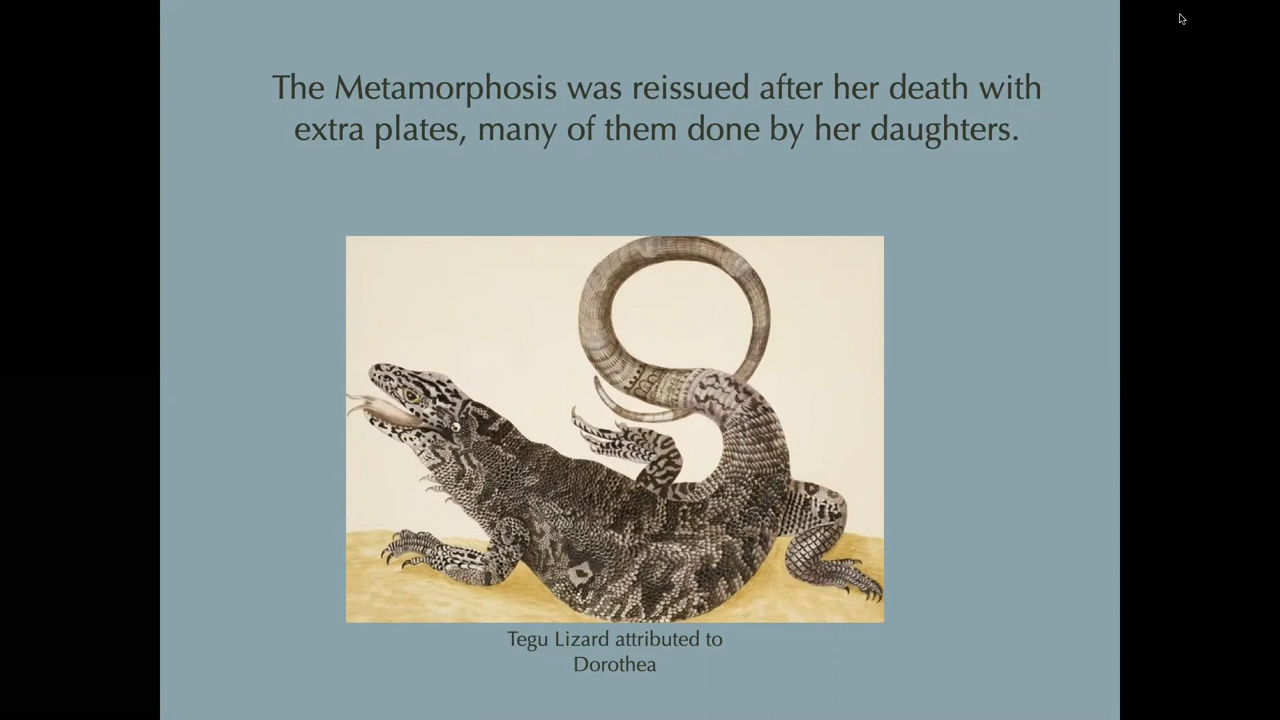 The Metamorphosis was reissued after her death with
extra plates, many of them done by her daughters.
Tegu Lizard attributed to
Dorothea